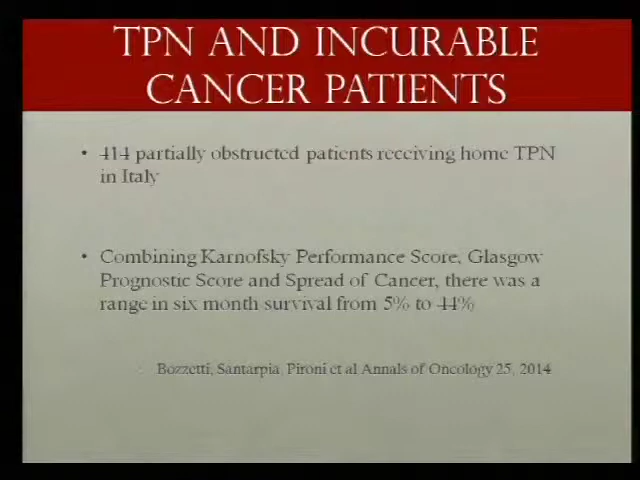 TPN AND INCURABLE
CANCER PATIENTS
• 414 partially obstructed patients receiving home TPN
in Italy
• Combining Karnofsky Performance Score, Glasgow
Prognostic Score and Spread of Cancer, there was a
range in six month survival from 5% to 44%
Bozzetti, Santarpia, Pironi et al Annals of Oncology 25, 2014